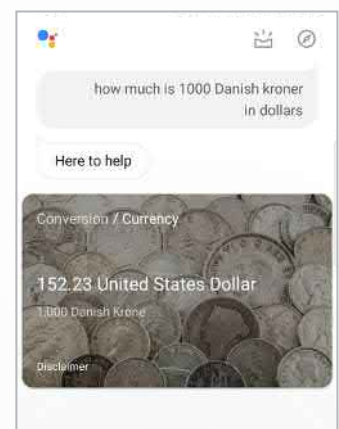 how much is 1000 Danish kroner
in dollars
Here to help
Conversion / Currency
152.23 United States Dollar
1,000 Danish Krone
Disclaimer